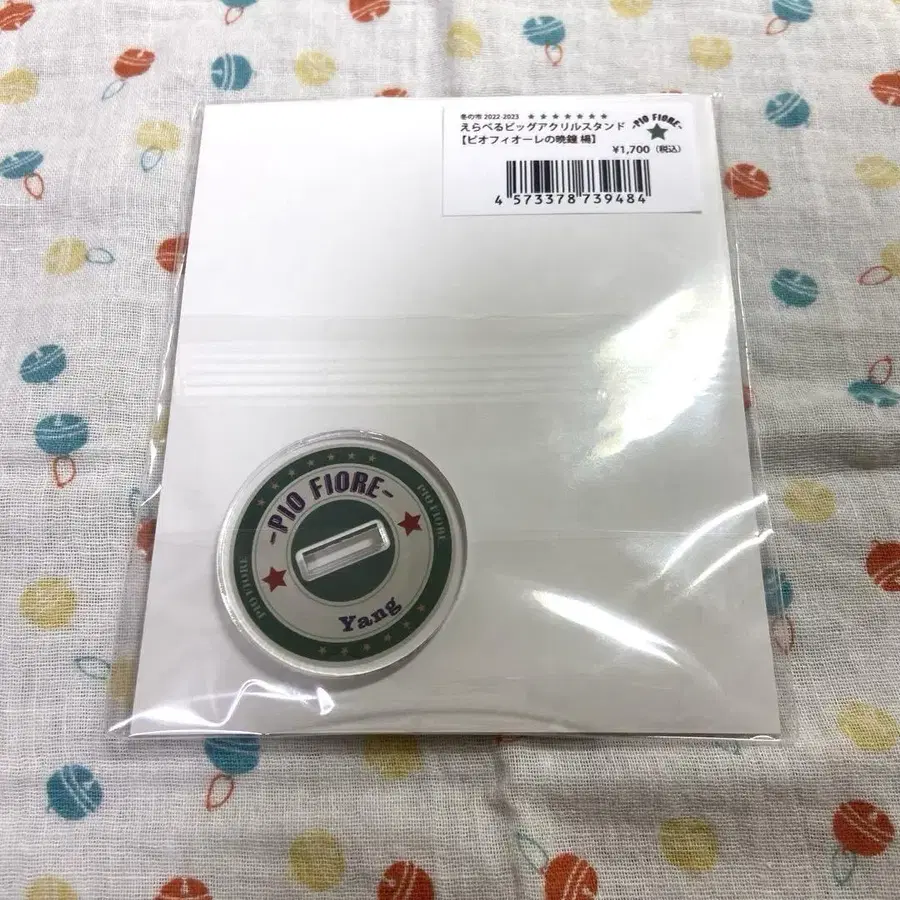 冬の市 2022-2023 ★★★★★★★
えらべるビッグアクリルスタンド
【ピオフィオーレの晩鐘 楊】
-PIO FIORE-
¥1,700（税込）
4 573378 739484
-PIO FIORE-
PIO FIORE
PIO FIORE
Yang